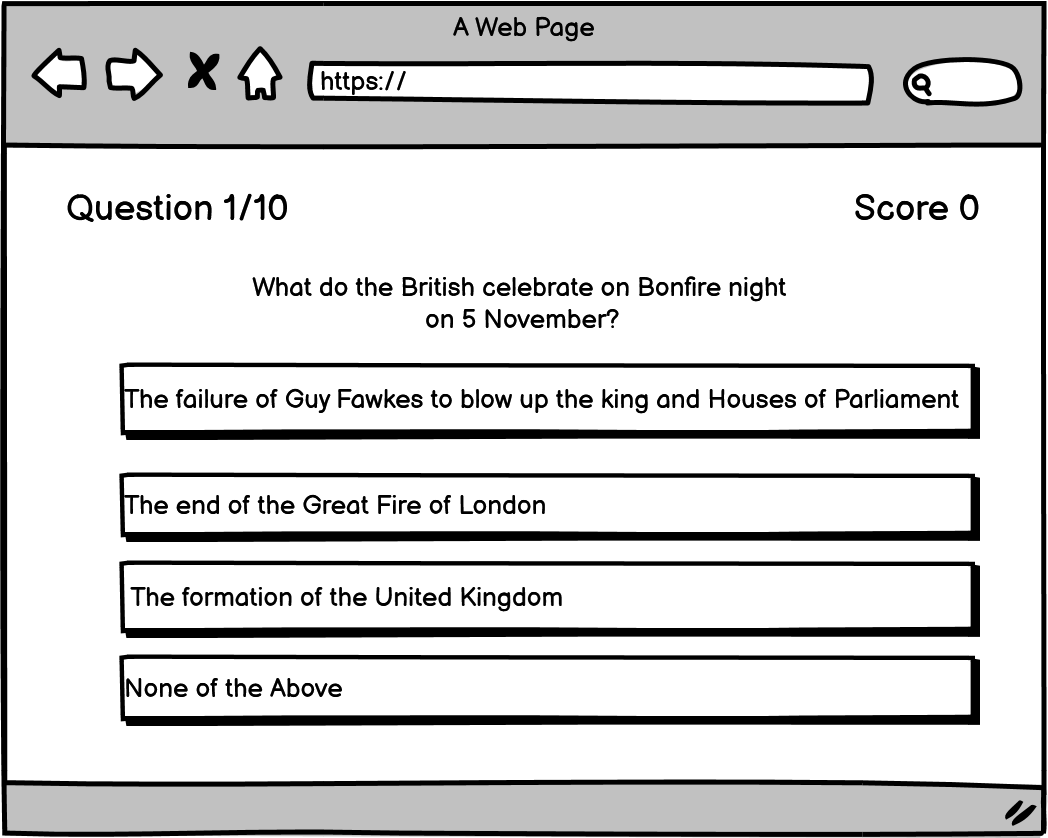 A Web Page
https://
Question 1/10
Score 0
What do the British celebrate on Bonfire night
on 5 November?
The failure of Guy Fawkes to blow up the king and Houses of Parliament
The end of the Great Fire of London
The formation of the United Kingdom
None of the Above